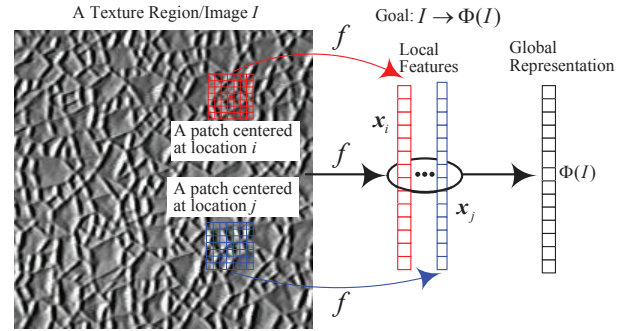 A Texture Region/Image I
f
Goal: I → Φ(I)
Local
Features
Global
Representation
x_i
A patch centered
at location i
f
•••
Φ(I)
A patch centered
at location j
x_j
f